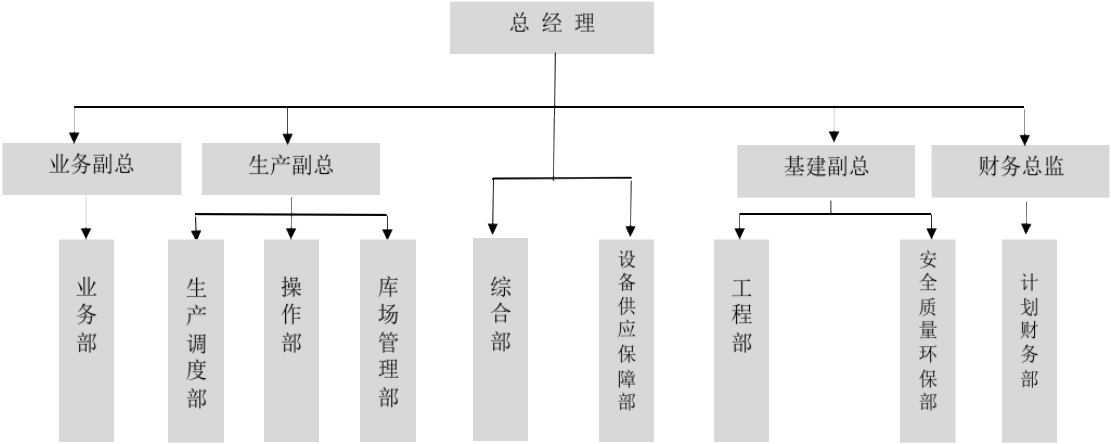 总 经 理
业务副总
生产副总
基建副总
财务总监
业务部
生产调度部
操作部
库场管理部
综合部
设备供应保障部
工程部
安全质量环保部
计划财务部